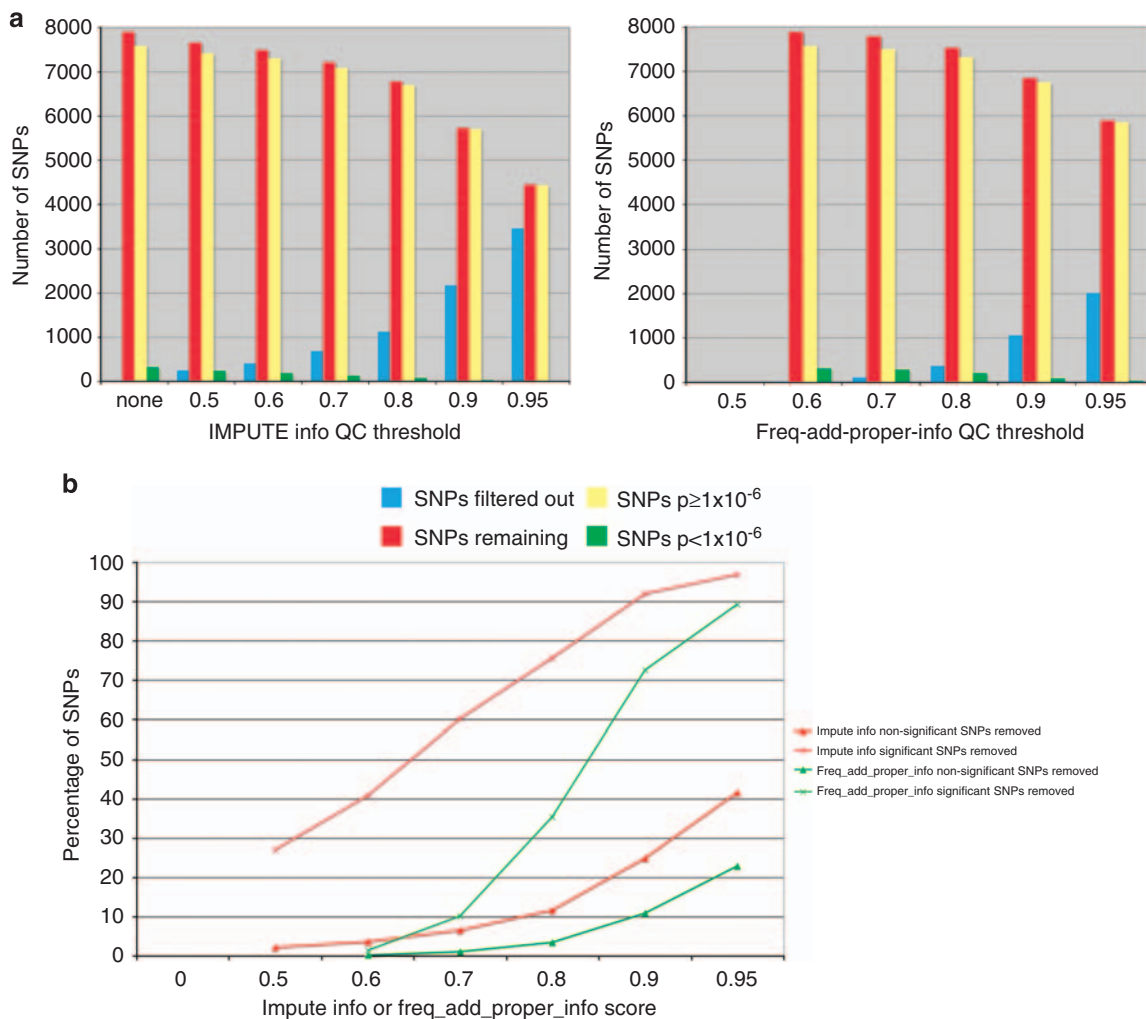 a
8000
7000
6000
5000
4000
3000
2000
1000
0
Number of SNPs
none 0.5 0.6 0.7 0.8 0.9 0.95
IMPUTE info QC threshold
8000
7000
6000
5000
4000
3000
2000
1000
0
Number of SNPs
0.5 0.6 0.7 0.8 0.9 0.95
Freq-add-proper-info QC threshold
b
SNPs filtered out
SNPs p≥1x10⁻⁶
SNPs remaining
SNPs p<1x10⁻⁶
100
90
80
70
60
50
40
30
20
10
0
Percentage of SNPs
0 0.5 0.6 0.7 0.8 0.9 0.95
Impute info or freq_add_proper_info score
Impute info non-significant SNPs removed
Impute info significant SNPs removed
Freq_add_proper_info non-significant SNPs removed
Freq_add_proper_info significant SNPs removed